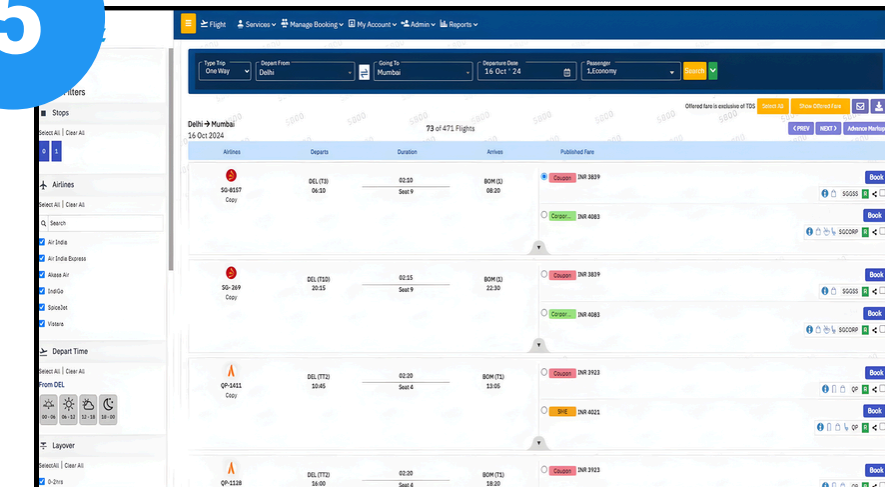 5
Flight Services Manage Booking My Account Admin Reports
Type Trip Depart From Going To Departure Date Passenger
One Way Delhi Mumbai 16 Oct ' 24 1,Economy Search
Filters
Stops
Select All | Clear All
0 1
Airlines
Select All | Clear All
Search
Air India
Air India Express
Akasa Air
IndiGo
SpiceJet
Vistara
Depart Time
Select All | Clear All
From DEL
00-06 06-12 12-18 18-00
Layover
SelectAll | Clear All
0-2hrs
Offered fare is exclusive of TDS Select All Show Offered Fare
Delhi → Mumbai
16 Oct 2024
73 of 471 Flights
< PREV NEXT > Advance Markup
Airlines Departs Duration Arrives Published Fare
SG-8157 DEL (T3) 02:10 BOM (1) Coupon INR 3839 Book
Copy 06:10 Seat 9 08:20 SGGSS R
Corpor... INR 4083 Book
SGCORP R
SG-269 DEL (T1D) 02:15 BOM (1) Coupon INR 3839 Book
Copy 20:15 Seat 9 22:30 SGGSS R
Corpor... INR 4083 Book
SGCORP R
QP-1411 DEL (TT2) 02:20 BOM (T1) Coupon INR 3923 Book
Copy 10:45 Seat 4 13:05 QP R
SME INR 4021 Book
QP R
QP-1128 DEL (TT2) 02:20 BOM (T1) Coupon INR 3923 Book
16:00 Seat 4 18:20 QP R